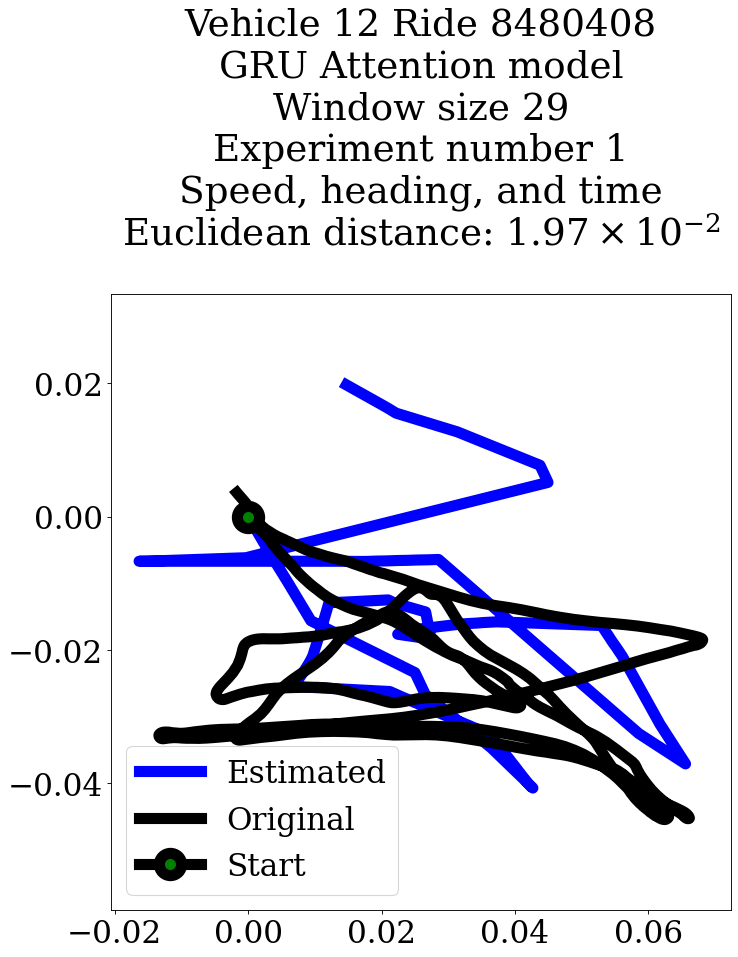 Vehicle 12 Ride 8480408
GRU Attention model
Window size 29
Experiment number 1
Speed, heading, and time
Euclidean distance: 1.97 × 10⁻²
0.02
0.00
−0.02
−0.04
Estimated
Original
Start
−0.02 0.00 0.02 0.04 0.06